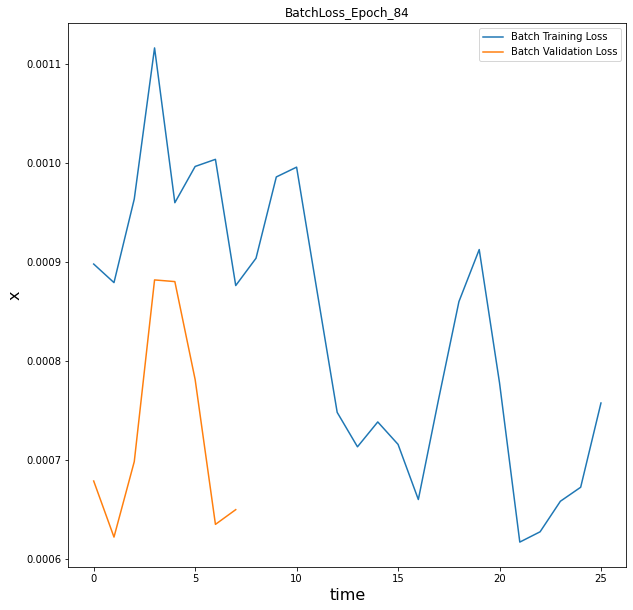 BatchLoss_Epoch_84
Batch Training Loss
Batch Validation Loss
0.0011
0.0010
0.0009
0.0008
0.0007
0.0006
x
0
5
10
15
20
25
time